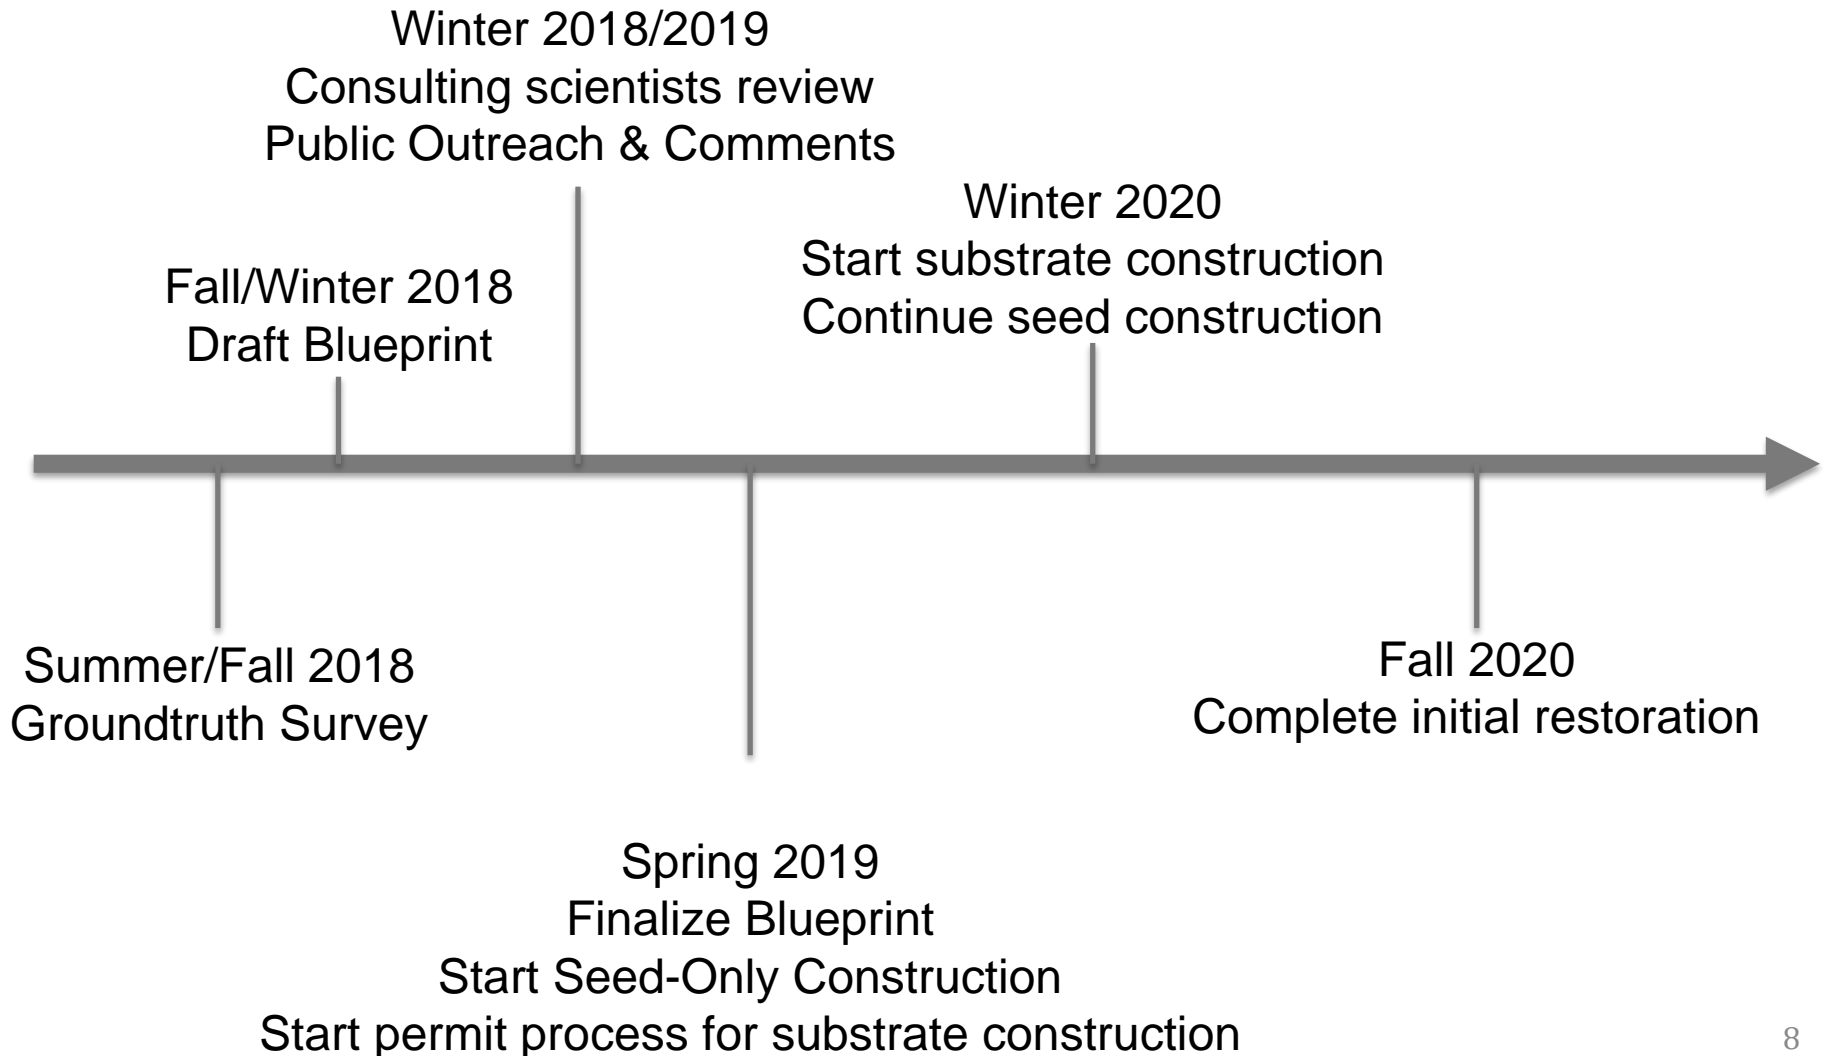 Winter 2018/2019
Consulting scientists review
Public Outreach & Comments
Winter 2020
Start substrate construction
Continue seed construction
Fall/Winter 2018
Draft Blueprint
Summer/Fall 2018
Groundtruth Survey
Fall 2020
Complete initial restoration
Spring 2019
Finalize Blueprint
Start Seed-Only Construction
Start permit process for substrate construction
8